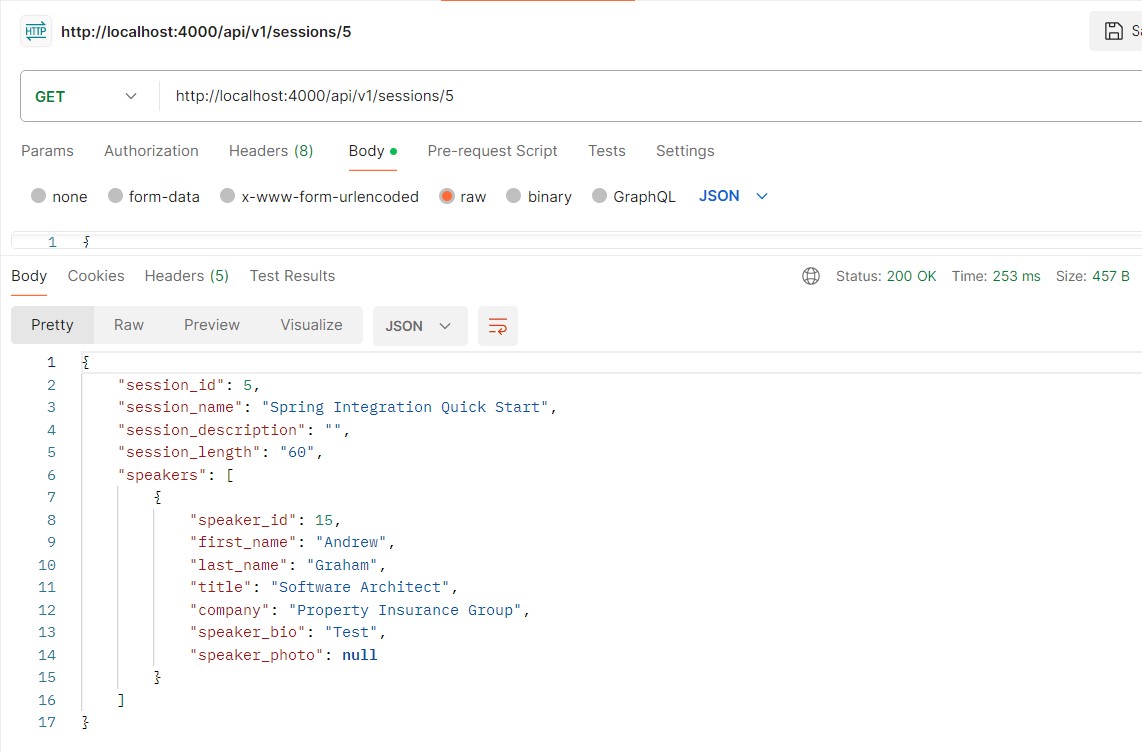 HTTP http://localhost:4000/api/v1/sessions/5
GET http://localhost:4000/api/v1/sessions/5
Params Authorization Headers (8) Body Pre-request Script Tests Settings
none form-data x-www-form-urlencoded raw binary GraphQL JSON
1 {
Body Cookies Headers (5) Test Results Status: 200 OK Time: 253 ms Size: 457 B
Pretty Raw Preview Visualize JSON
1 {
2 "session_id": 5,
3 "session_name": "Spring Integration Quick Start",
4 "session_description": "",
5 "session_length": "60",
6 "speakers": [
7 {
8 "speaker_id": 15,
9 "first_name": "Andrew",
10 "last_name": "Graham",
11 "title": "Software Architect",
12 "company": "Property Insurance Group",
13 "speaker_bio": "Test",
14 "speaker_photo": null
15 }
16 ]
17 }